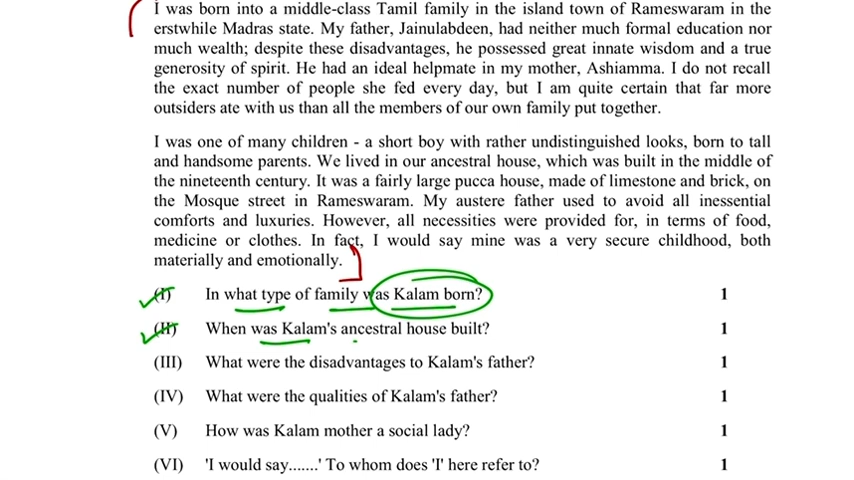 I was born into a middle-class Tamil family in the island town of Rameswaram in the
erstwhile Madras state. My father, Jainulabdeen, had neither much formal education nor
much wealth; despite these disadvantages, he possessed great innate wisdom and a true
generosity of spirit. He had an ideal helpmate in my mother, Ashiamma. I do not recall
the exact number of people she fed every day, but I am quite certain that far more
outsiders ate with us than all the members of our own family put together.
I was one of many children - a short boy with rather undistinguished looks, born to tall
and handsome parents. We lived in our ancestral house, which was built in the middle of
the nineteenth century. It was a fairly large pucca house, made of limestone and brick, on
the Mosque street in Rameswaram. My austere father used to avoid all inessential
comforts and luxuries. However, all necessities were provided for, in terms of food,
medicine or clothes. In fact, I would say mine was a very secure childhood, both
materially and emotionally.
(I) In what type of family was Kalam born? 1
(II) When was Kalam's ancestral house built? 1
(III) What were the disadvantages to Kalam's father? 1
(IV) What were the qualities of Kalam's father? 1
(V) How was Kalam mother a social lady? 1
(VI) 'I would say.......' To whom does 'I' here refer to? 1